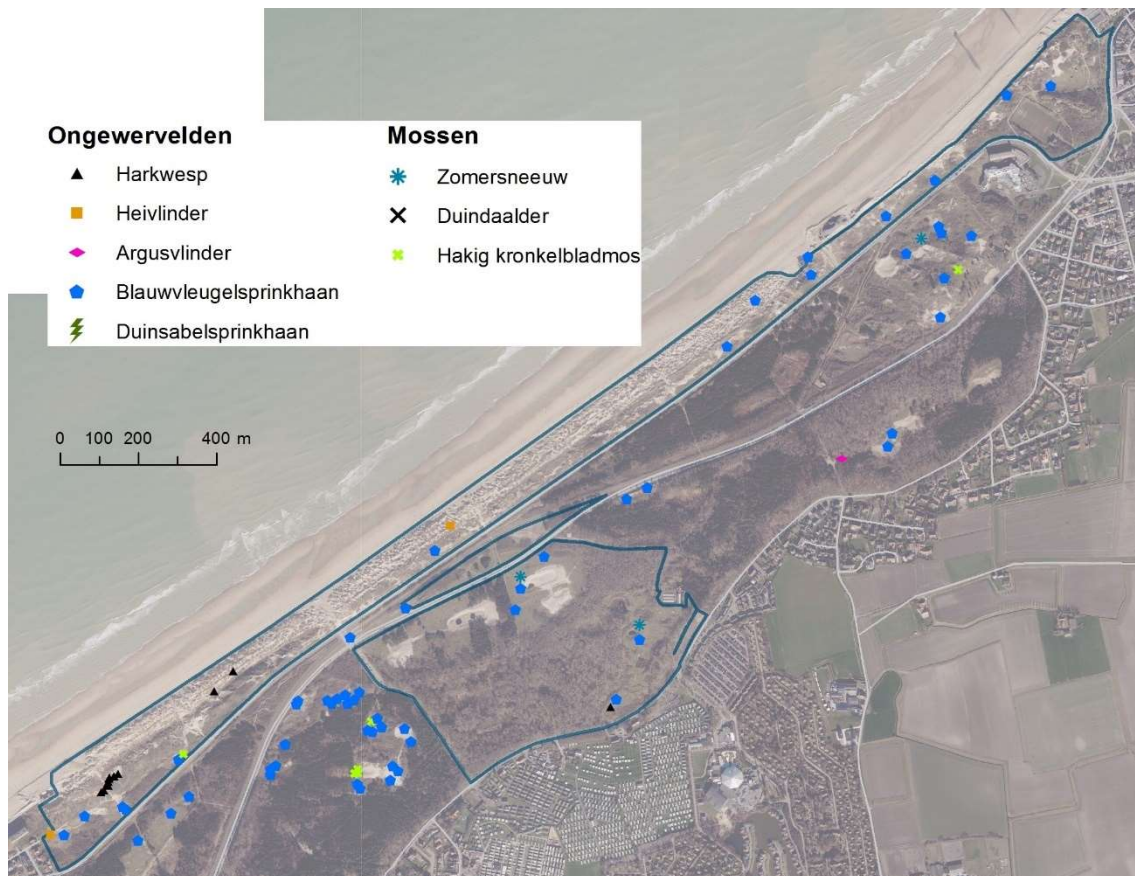 Ongewervelden
Harkwesp
Heivlinder
Argusvlinder
Blauwvleugelsprinkhaan
Duinsabelsprinkhaan
Mossen
Zomersneeuw
Duindaalder
Hakig kronkelbladmos
0 100 200 400 m